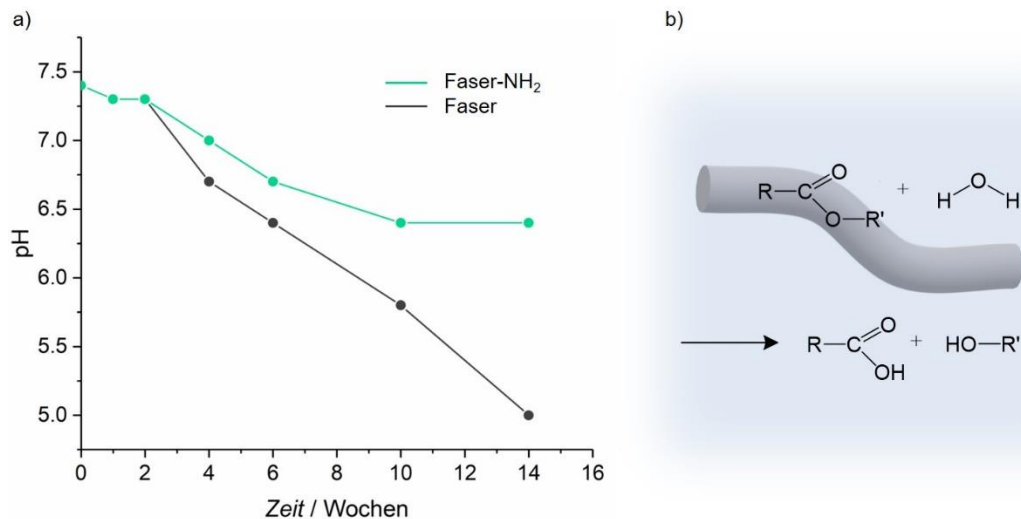 a)
7.5
7.0
6.5
6.0
5.5
5.0
pH
0 2 4 6 8 10 12 14 16
Zeit / Wochen
Faser-NH₂
Faser
b)
O
R—C + O
O—R' H H
O
R—C + HO—R'
OH